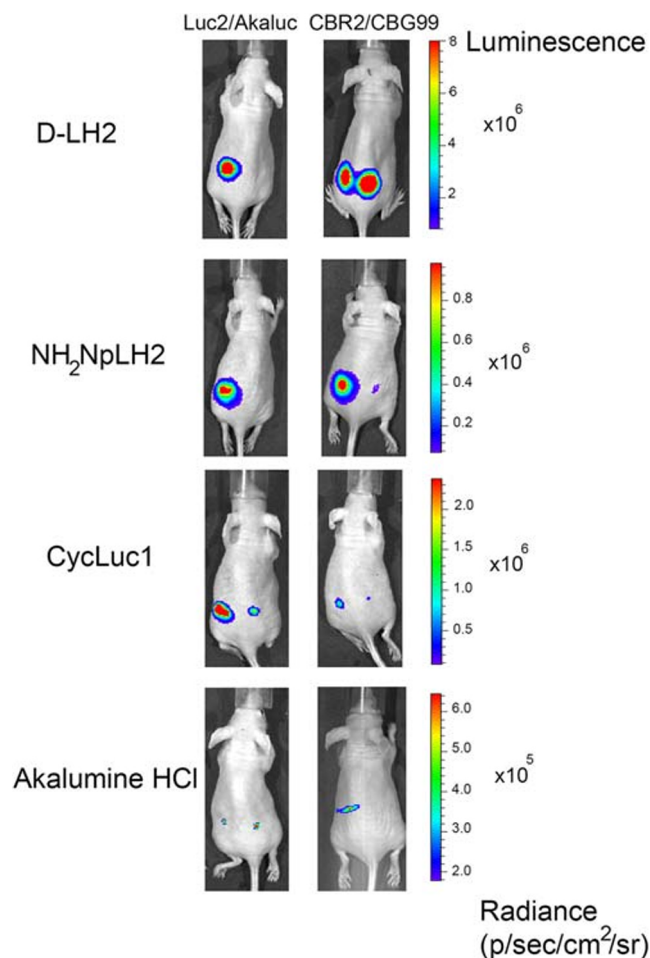 Luc2/Akaluc CBR2/CBG99
Luminescence
D-LH2
8
6
4
2
x10⁶
NH₂NpLH2
0.8
0.6
0.4
0.2
x10⁶
CycLuc1
2.0
1.5
1.0
0.5
x10⁶
Akalumine HCl
6.0
5.0
4.0
3.0
2.0
x10⁵
Radiance
(p/sec/cm²/sr)